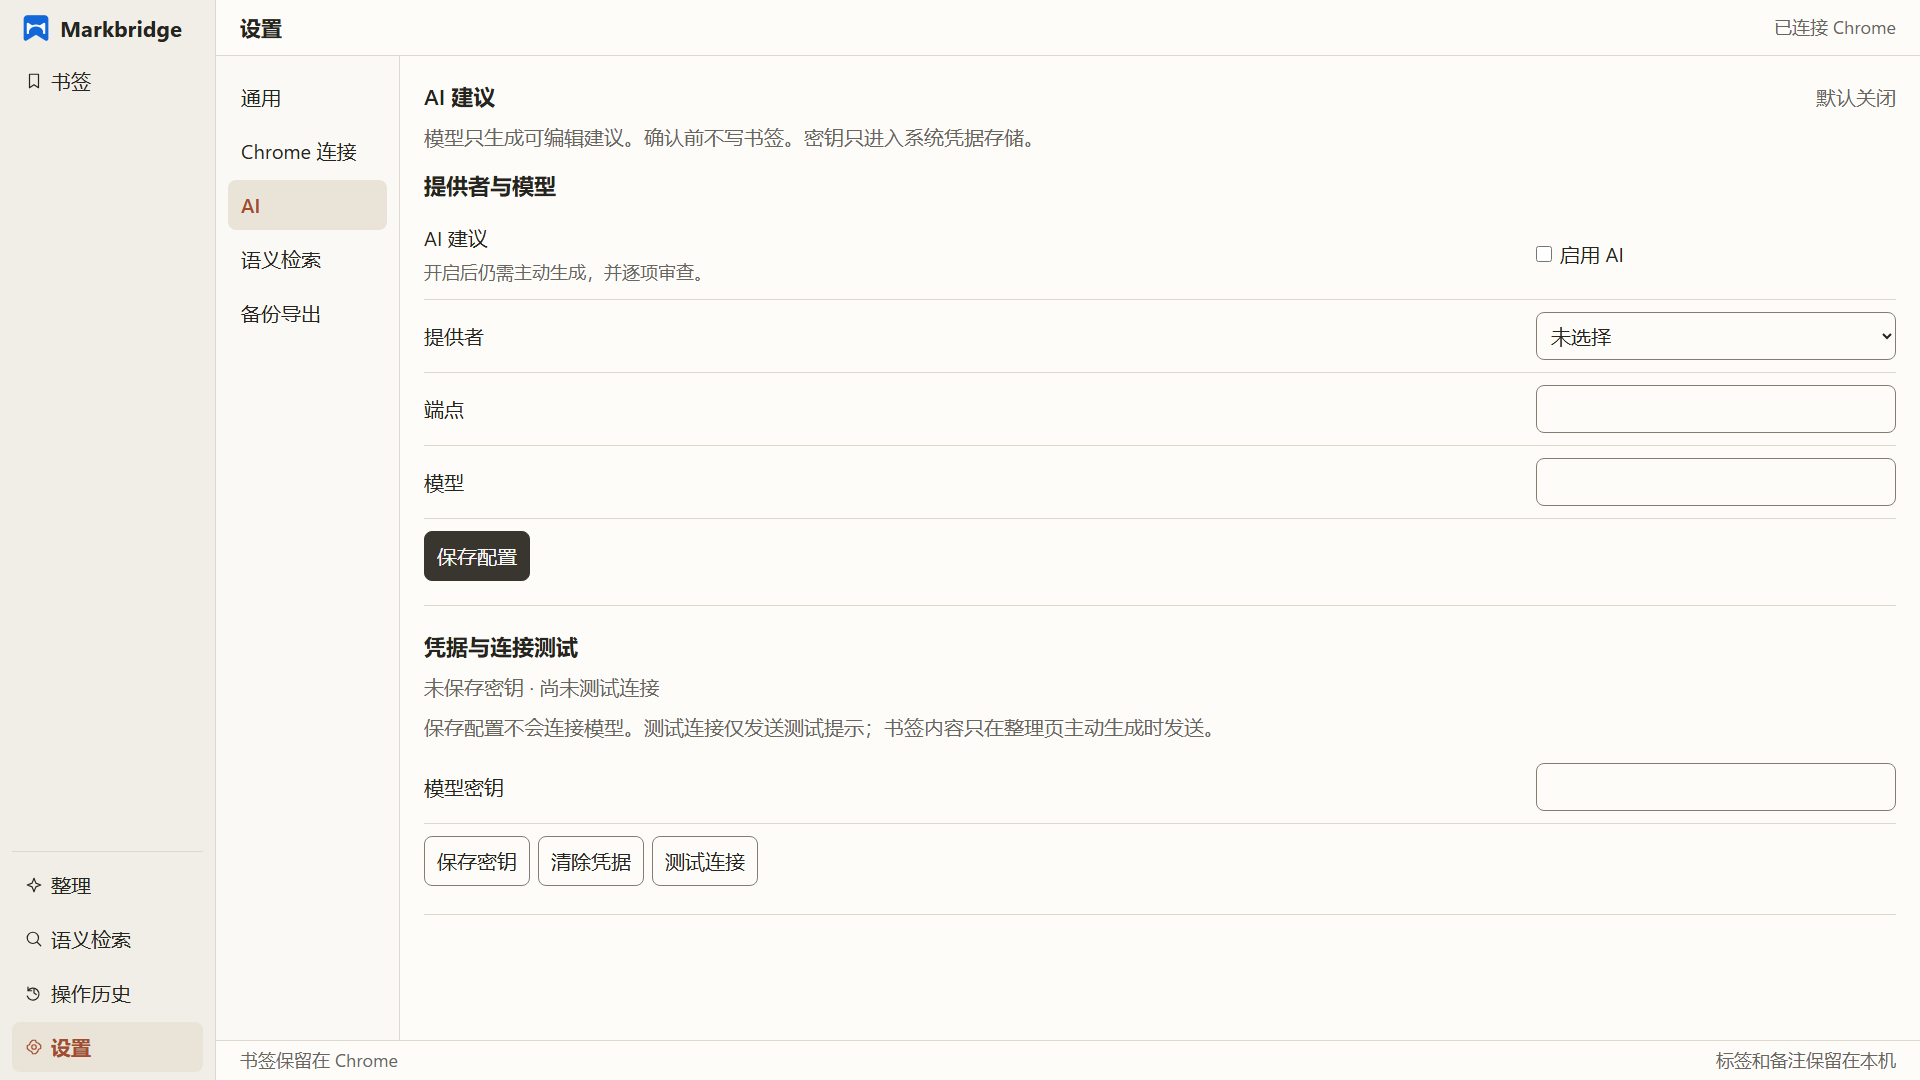 Markbridge
书签
整理
语义检索
操作历史
设置
设置
已连接 Chrome
通用
Chrome 连接
AI
语义检索
备份导出
AI 建议
默认关闭
模型只生成可编辑建议。确认前不写书签。密钥只进入系统凭据存储。
提供者与模型
AI 建议
开启后仍需主动生成，并逐项审查。
启用 AI
提供者
未选择
端点
模型
保存配置
凭据与连接测试
未保存密钥 · 尚未测试连接
保存配置不会连接模型。测试连接仅发送测试提示；书签内容只在整理页主动生成时发送。
模型密钥
保存密钥
清除凭据
测试连接
书签保留在 Chrome
标签和备注保留在本机